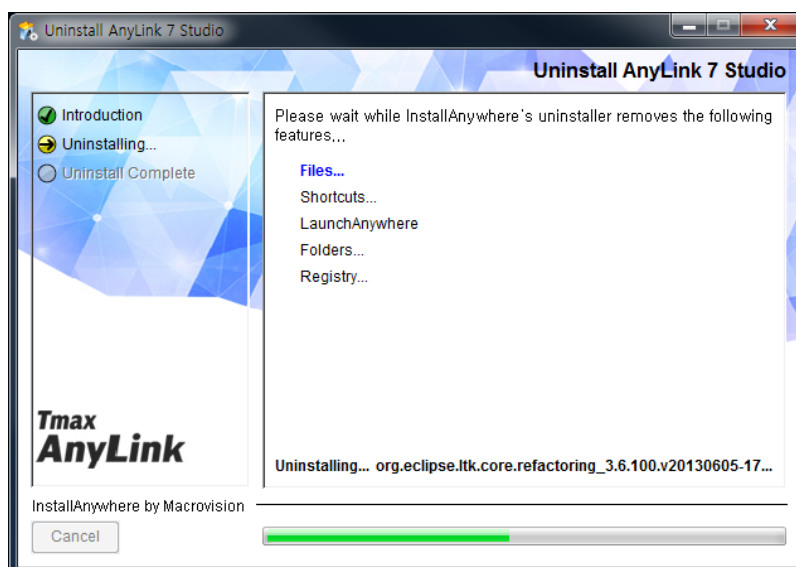 Uninstall AnyLink 7 Studio
Uninstall AnyLink 7 Studio
Introduction
Uninstalling...
Uninstall Complete
Please wait while InstallAnywhere's uninstaller removes the following
features...
Files...
Shortcuts...
LaunchAnywhere
Folders...
Registry...
Tmax
AnyLink
Uninstalling... org.eclipse.ltk.core.refactoring_3.6.100.v20130605-17...
InstallAnywhere by Macrovision
Cancel